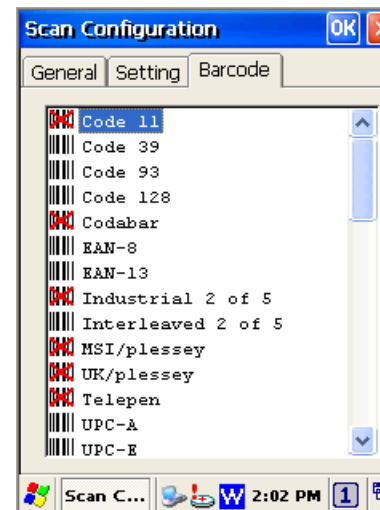 Scan Configuration OK
General Setting Barcode
Code 11
Code 39
Code 93
Code 128
Codabar
EAN-8
EAN-13
Industrial 2 of 5
Interleaved 2 of 5
MSI/plessey
UK/plessey
Telepen
UPC-A
UPC-E
Scan C... W 2:02 PM 1